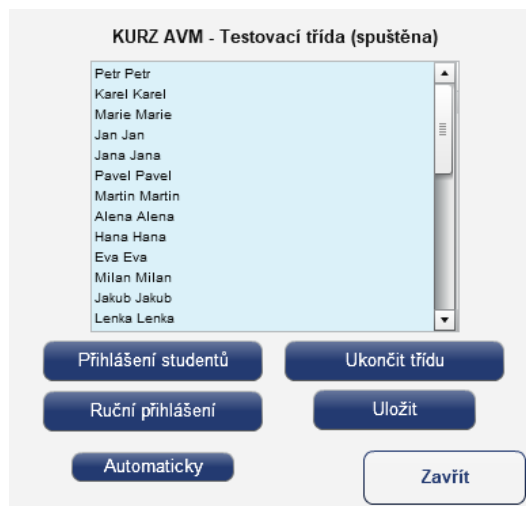 KURZ AVM - Testovací třída (spuštěna)
Petr Petr
Karel Karel
Marie Marie
Jan Jan
Jana Jana
Pavel Pavel
Martin Martin
Alena Alena
Hana Hana
Eva Eva
Milan Milan
Jakub Jakub
Lenka Lenka
Přihlášení studentů
Ukončit třídu
Ruční přihlášení
Uložit
Automaticky
Zavřít